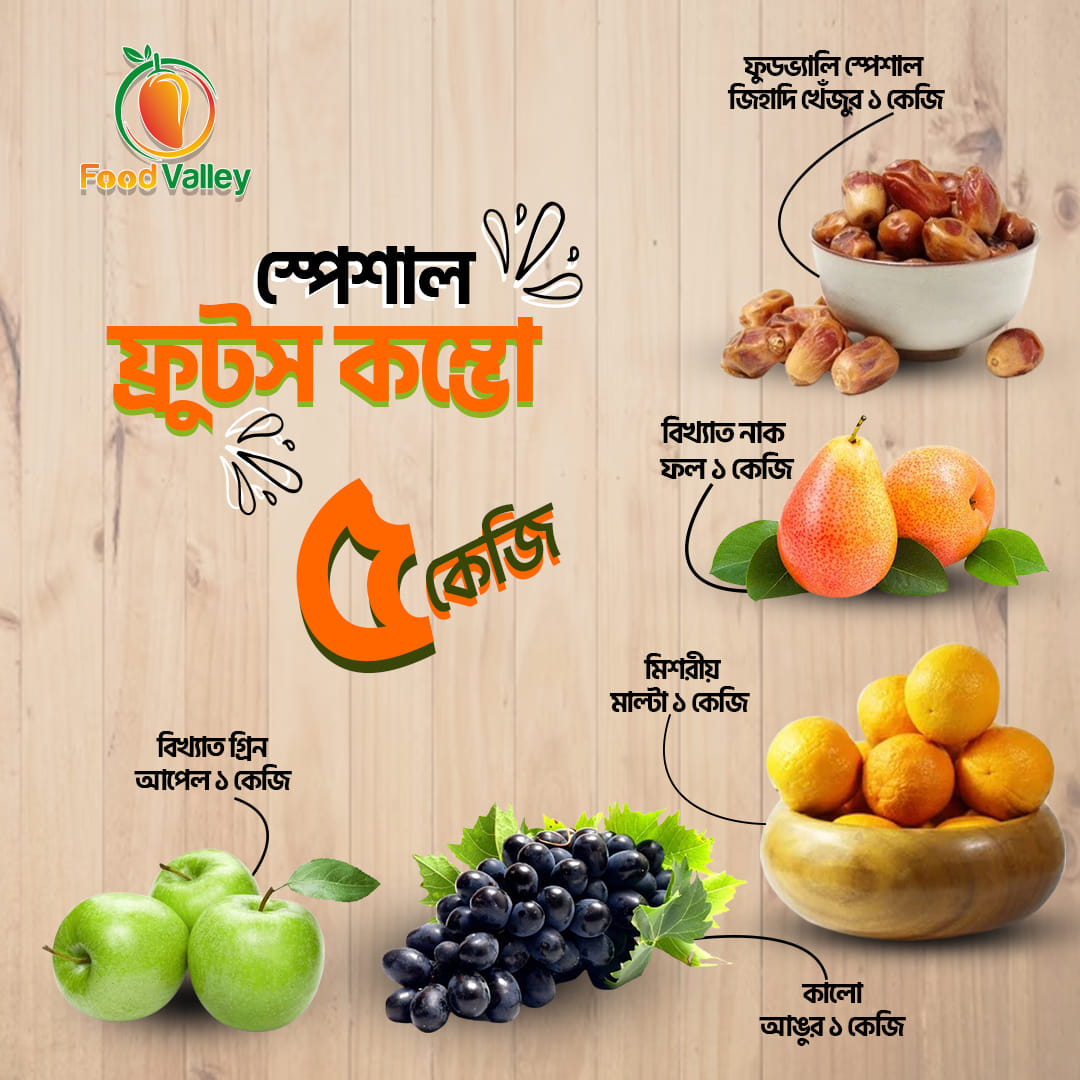 Food Valley
ফুডভ্যালি স্পেশাল
জিহাদি খেঁজুর ১ কেজি
স্পেশাল
ফ্রুটস কম্বো
৫ কেজি
বিখ্যাত নাক
ফল ১ কেজি
মিশরীয়
মাল্টা ১ কেজি
বিখ্যাত গ্রিন
আপেল ১ কেজি
কালো
আঙুর ১ কেজি